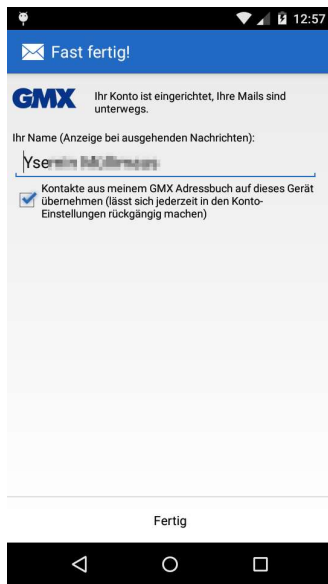 12:57
Fast fertig!
GMX
Ihr Konto ist eingerichtet, Ihre Mails sind
unterwegs.
Ihr Name (Anzeige bei ausgehenden Nachrichten):
Kontakte aus meinem GMX Adressbuch auf dieses Gerät
übernehmen (lässt sich jederzeit in den Konto-
Einstellungen rückgängig machen)
Fertig